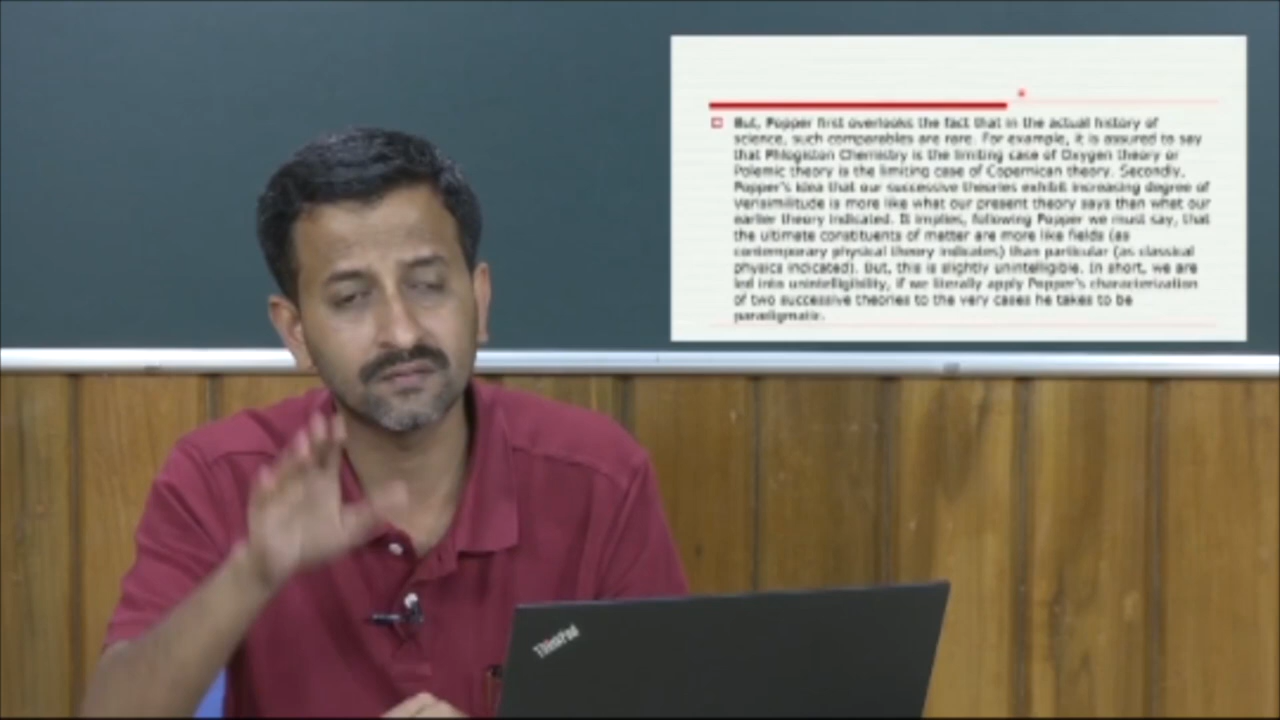 But, Popper first overlooks the fact that in the actual history of
science, such comparables are rare. For example, it is absured to say
that Phlogiston Chemistry is the limiting case of Oxygen theory or
Polemic theory is the limiting case of Copernican theory. Secondly,
Popper's idea that our successive theories exhibit increasing degree of
Verisimilitude is more like what our present theory says than what our
earlier theory indicated. It implies, following Popper we must say, that
the ultimate constituents of matter are more like fields (as
contemporary physical theory indicates) than particular (as classical
physics indicated). But, this is slightly unintelligible. In short, we are
led into unintelligibility, if we literally apply Popper's characterization
of two successive theories to the very cases he takes to be
paradigmatic.
ThinkPad